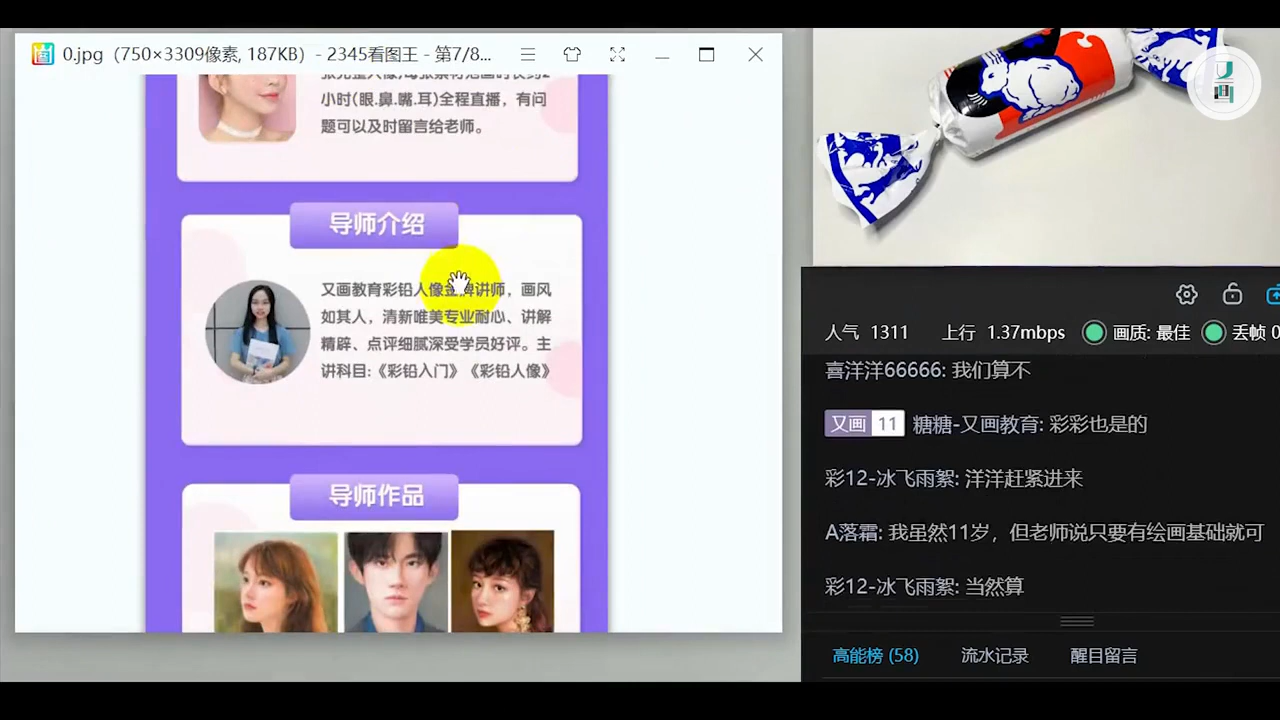 0.jpg (750×3309像素, 187KB) - 2345看图王 - 第7/8...
小时(眼.鼻.嘴.耳)全程直播，有问
题可以及时留言给老师。
导师介绍
又画教育彩铅人像金牌讲师，画风
如其人，清新唯美专业耐心、讲解
精辟、点评细腻深受学员好评。主
讲科目:《彩铅入门》《彩铅人像》
导师作品
人气 1311 上行 1.37mbps 画质: 最佳 丢帧 0
喜洋洋66666: 我们算不
又画 11 糖糖-又画教育: 彩彩也是的
彩12-冰飞雨絮: 洋洋赶紧进来
A落霜: 我虽然11岁，但老师说只要有绘画基础就可
彩12-冰飞雨絮: 当然算
高能榜 (58) 流水记录 醒目留言